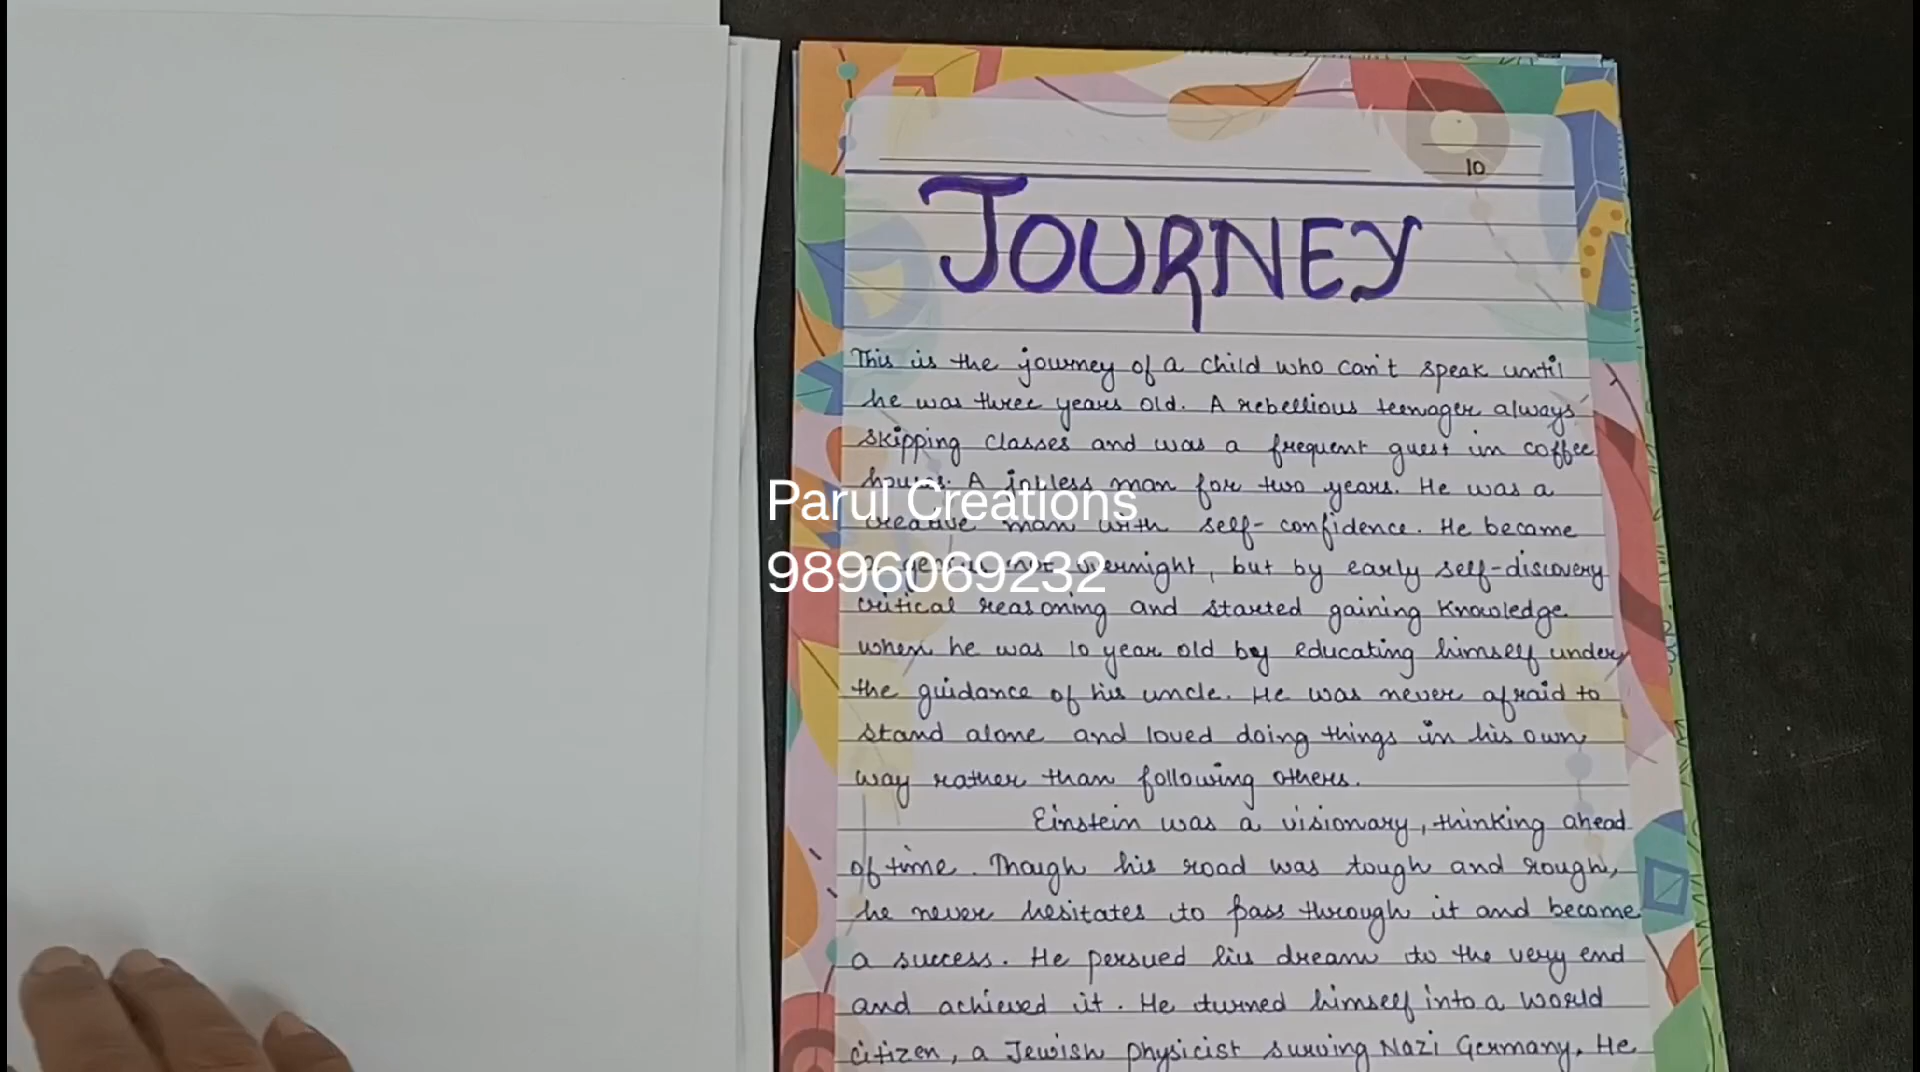 10
JOURNEY
This is the journey of a child who can't speak until
he was three years old. A rebellious teenager always
skipping classes and was a frequent guest in coffee
houses. A jobless man for two years. He was a
Parul Creations
creative man with self-confidence. He became
a genius not overnight, but by early self-discovery
9896069232
critical reasoning and started gaining knowledge
when he was 10 year old by educating himself under
the guidance of his uncle. He was never afraid to
stand alone and loved doing things in his own
way rather than following others.
Einstein was a visionary, thinking ahead
of time. Though his road was tough and rough,
he never hesitates to pass through it and become
a success. He persued his dream to the very end
and achieved it. He turned himself into a world
citizen, a Jewish physicist surving Nazi Germany. He